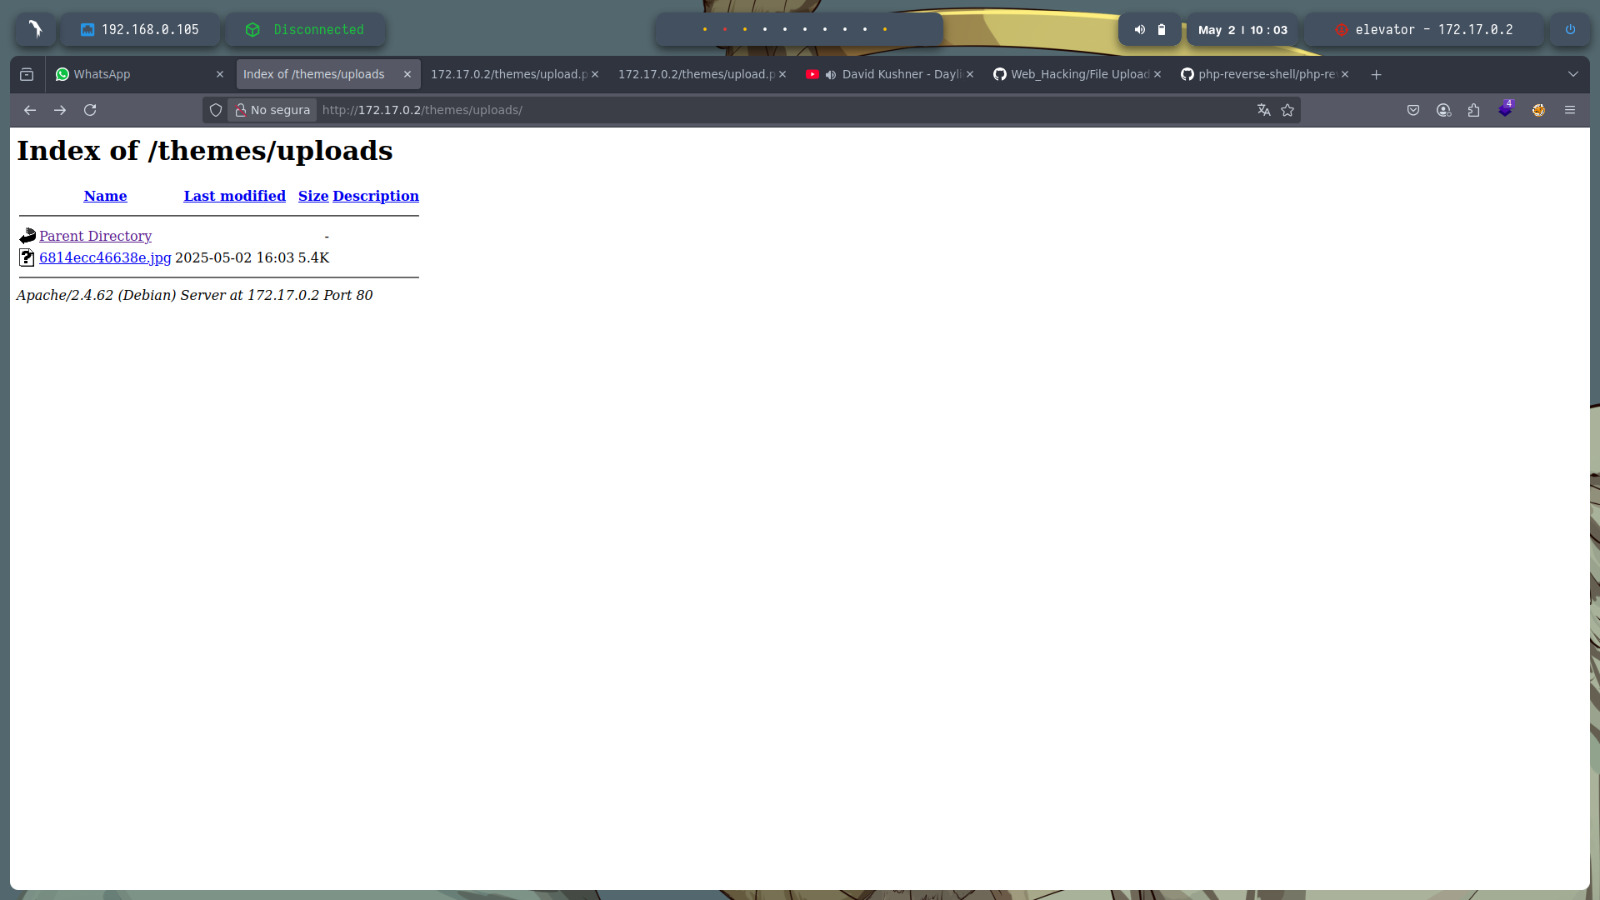 192.168.0.105
Disconnected
May 2 | 10:03
elevator - 172.17.0.2
WhatsApp
Index of /themes/uploads
172.17.0.2/themes/upload.p
172.17.0.2/themes/upload.p
David Kushner - Dayli
Web_Hacking/File Upload
php-reverse-shell/php-re
No segura
http://172.17.0.2/themes/uploads/
4
Index of /themes/uploads
Name Last modified Size Description
Parent Directory -
6814ecc46638e.jpg 2025-05-02 16:03 5.4K
Apache/2.4.62 (Debian) Server at 172.17.0.2 Port 80